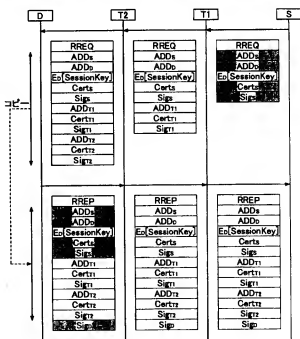 D T2 T1 S
RREQ
ADDs
ADDD
ED[SessionKey]
Certs
Sigs
ADDT1
CertT1
SigT1
ADDT2
CertT2
SigT2
RREQ
ADDs
ADDD
ED[SessionKey]
Certs
Sigs
ADDT1
CertT1
SigT1
RREQ
ADDs
ADDD
ED[SessionKey]
Certs
Sigs
コピー
RREP
ADDs
ADDD
ED[SessionKey]
Certs
Sigs
ADDT1
CertT1
SigT1
ADDT2
CertT2
SigT2
RREP
ADDs
ADDD
ED[SessionKey]
Certs
Sigs
ADDT1
CertT1
SigT1
ADDT2
CertT2
SigT2
SigD
RREP
ADDs
ADDD
ED[SessionKey]
Certs
Sigs
ADDT1
CertT1
SigT1
ADDT2
CertT2
SigT2
SigD